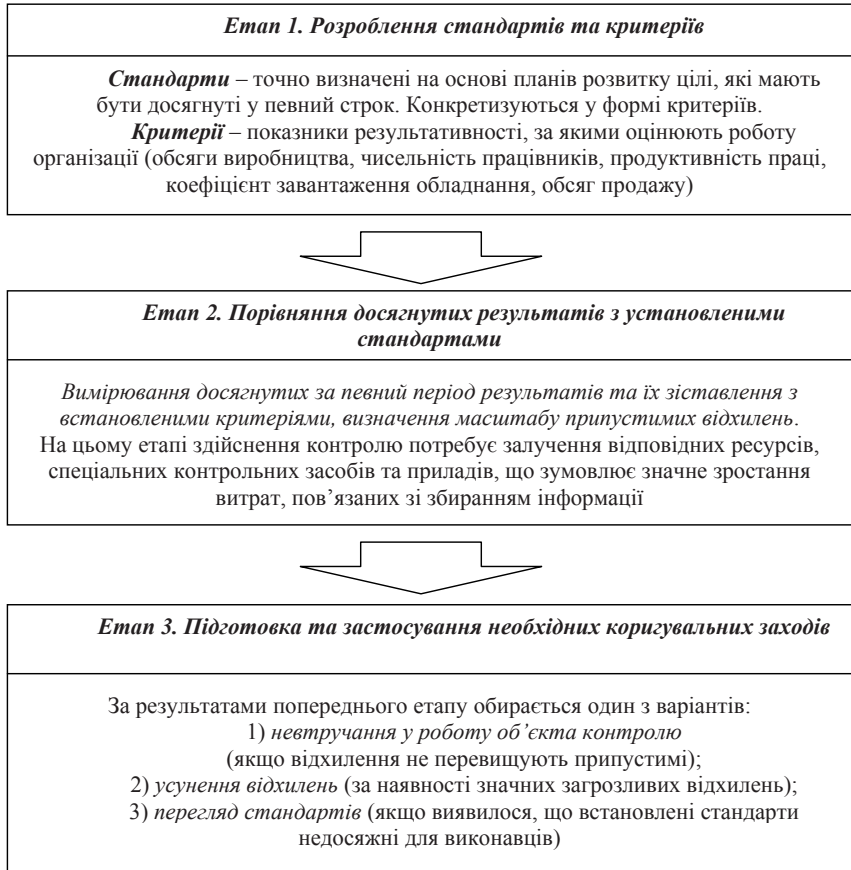 Етап 1. Розроблення стандартів та критеріїв
Стандарти – точно визначені на основі планів розвитку цілі, які мають
бути досягнуті у певний строк. Конкретизуються у формі критеріїв.
Критерії – показники результативності, за якими оцінюють роботу
організації (обсяги виробництва, чисельність працівників, продуктивність праці,
коефіцієнт завантаження обладнання, обсяг продажу)
Етап 2. Порівняння досягнутих результатів з установленими
стандартами
Вимірювання досягнутих за певний період результатів та їх зіставлення з
встановленими критеріями, визначення масштабу припустимих відхилень.
На цьому етапі здійснення контролю потребує залучення відповідних ресурсів,
спеціальних контрольних засобів та приладів, що зумовлює значне зростання
витрат, пов’язаних зі збиранням інформації
Етап 3. Підготовка та застосування необхідних коригувальних заходів
За результатами попереднього етапу обирається один з варіантів:
1) невтручання у роботу об’єкта контролю
(якщо відхилення не перевищують припустимі);
2) усунення відхилень (за наявності значних загрозливих відхилень);
3) перегляд стандартів (якщо виявилося, що встановлені стандарти
недосяжні для виконавців)